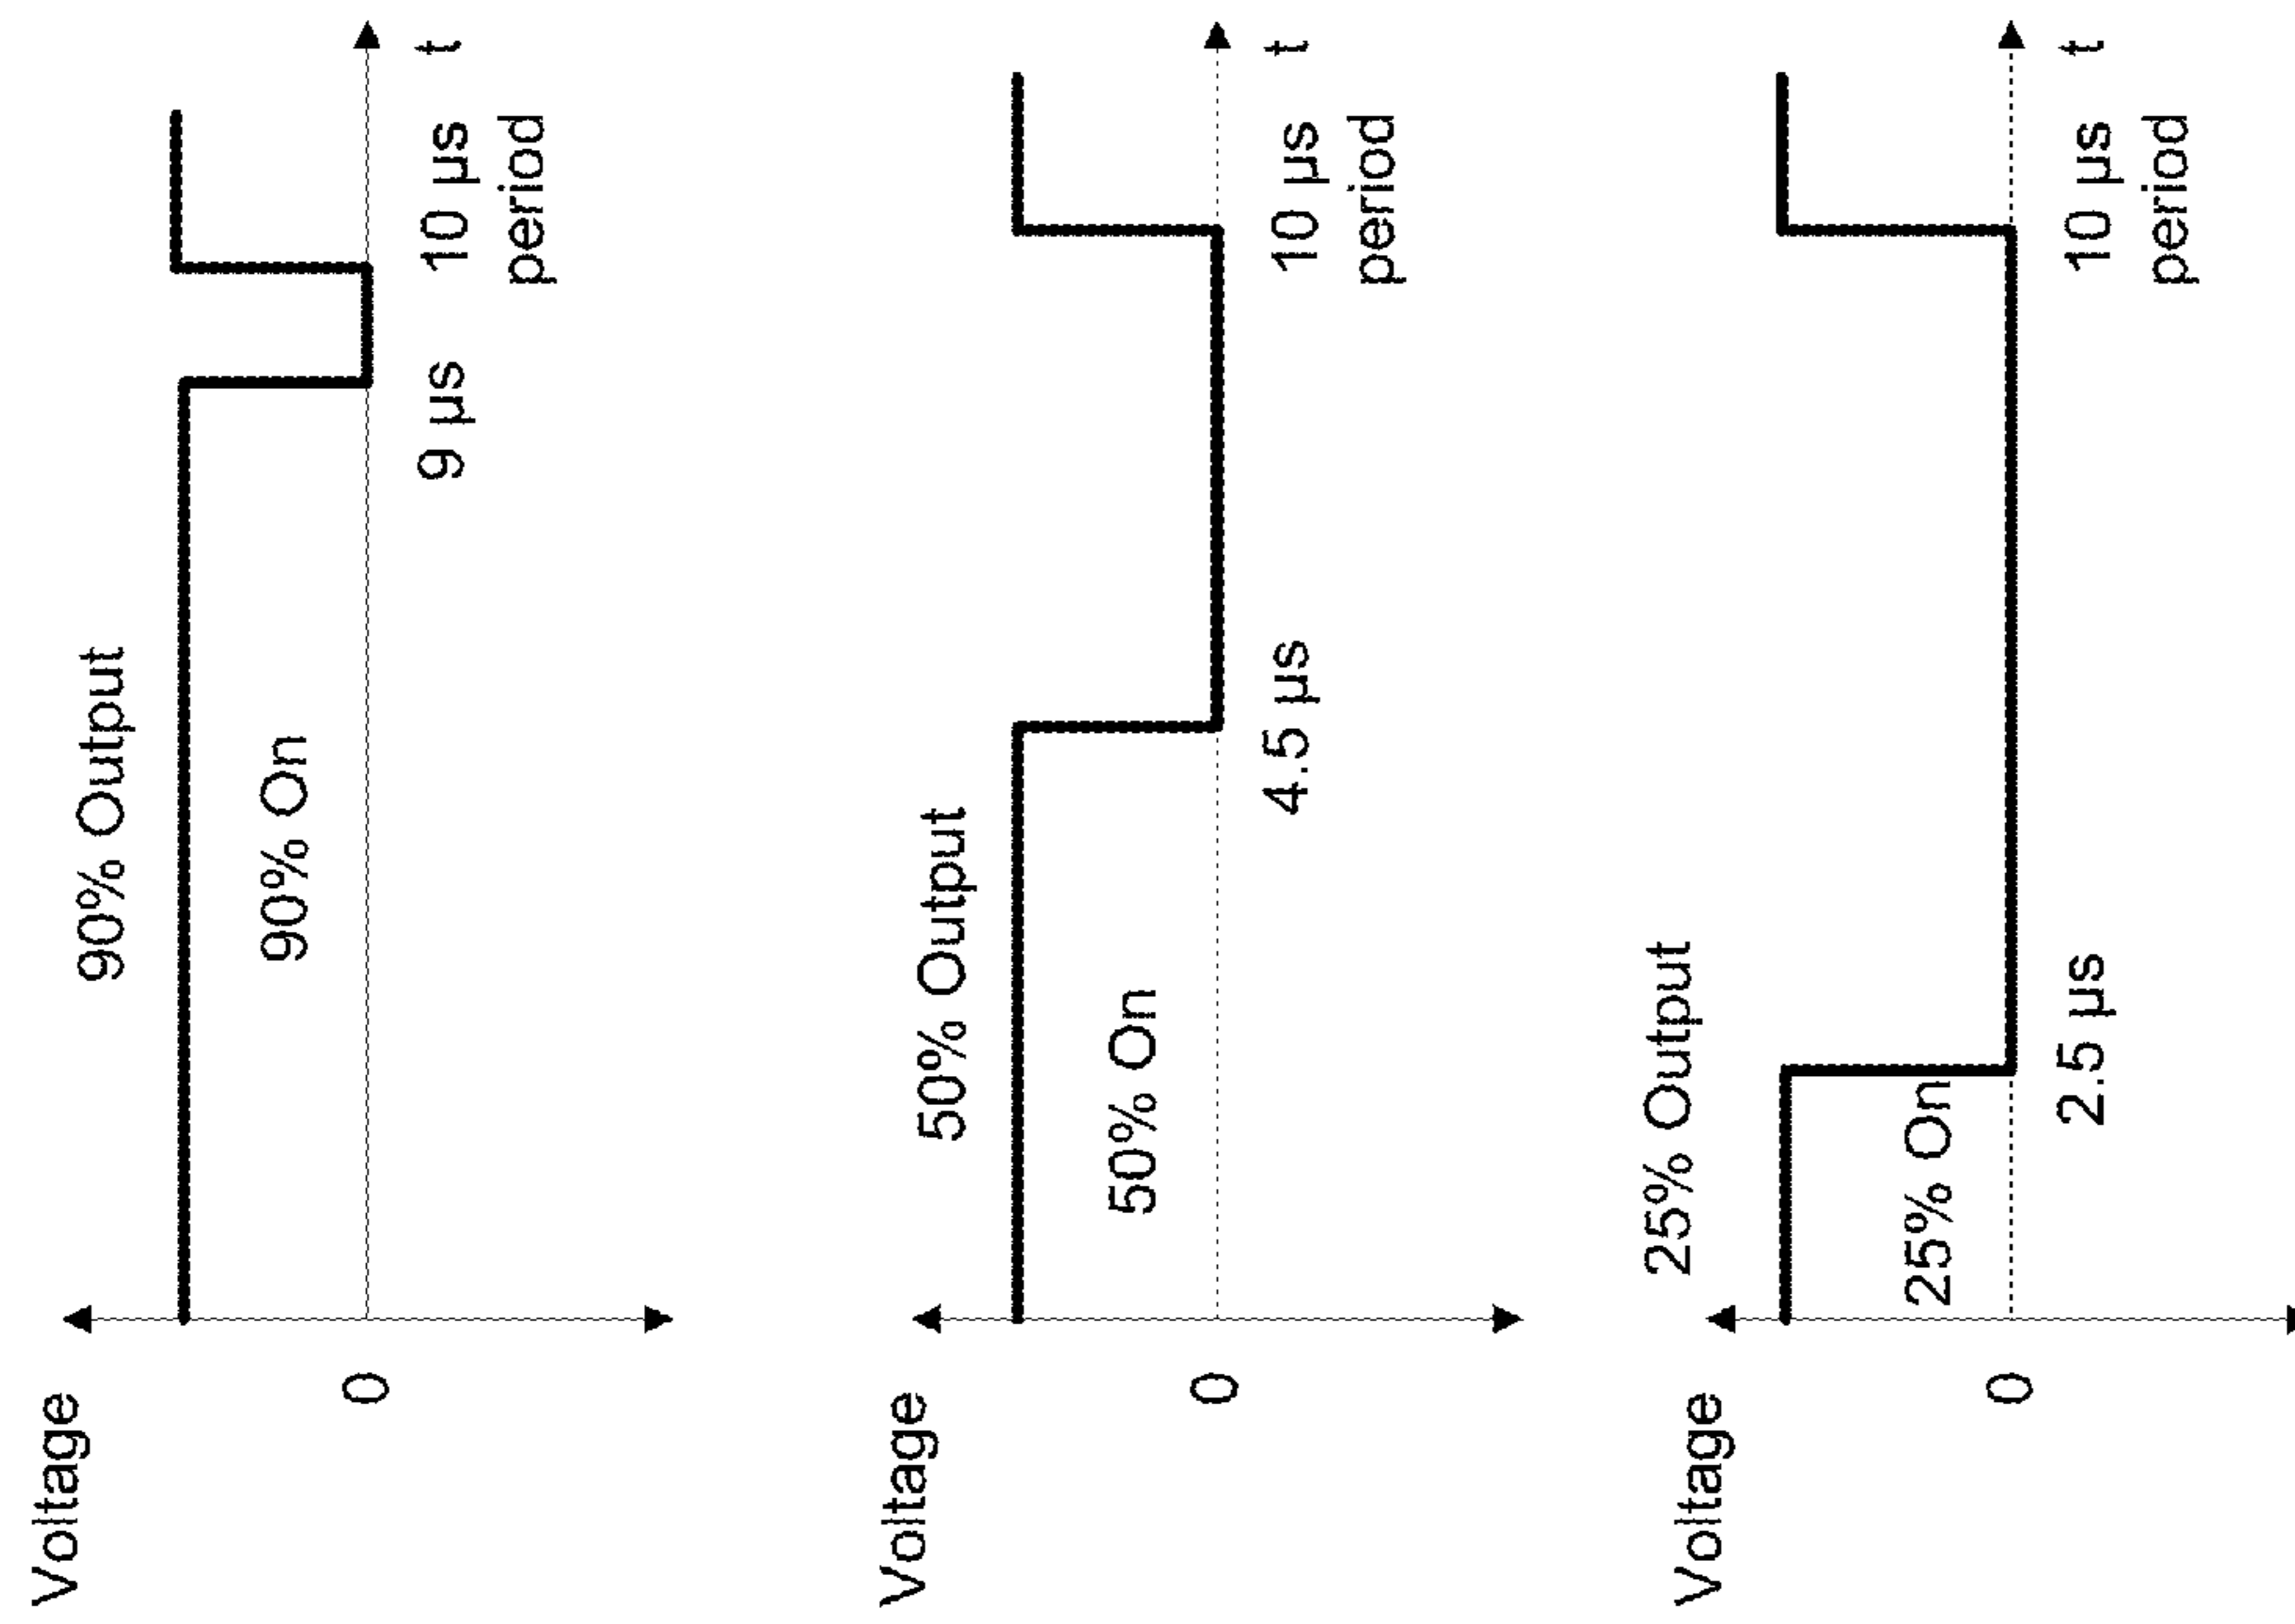 Voltage
90% Output
90% On
0
9 µs
10 µs
period
t
Voltage
50% Output
50% On
0
4.5 µs
10 µs
period
t
Voltage
25% Output
25% On
0
2.5 µs
10 µs
period
t